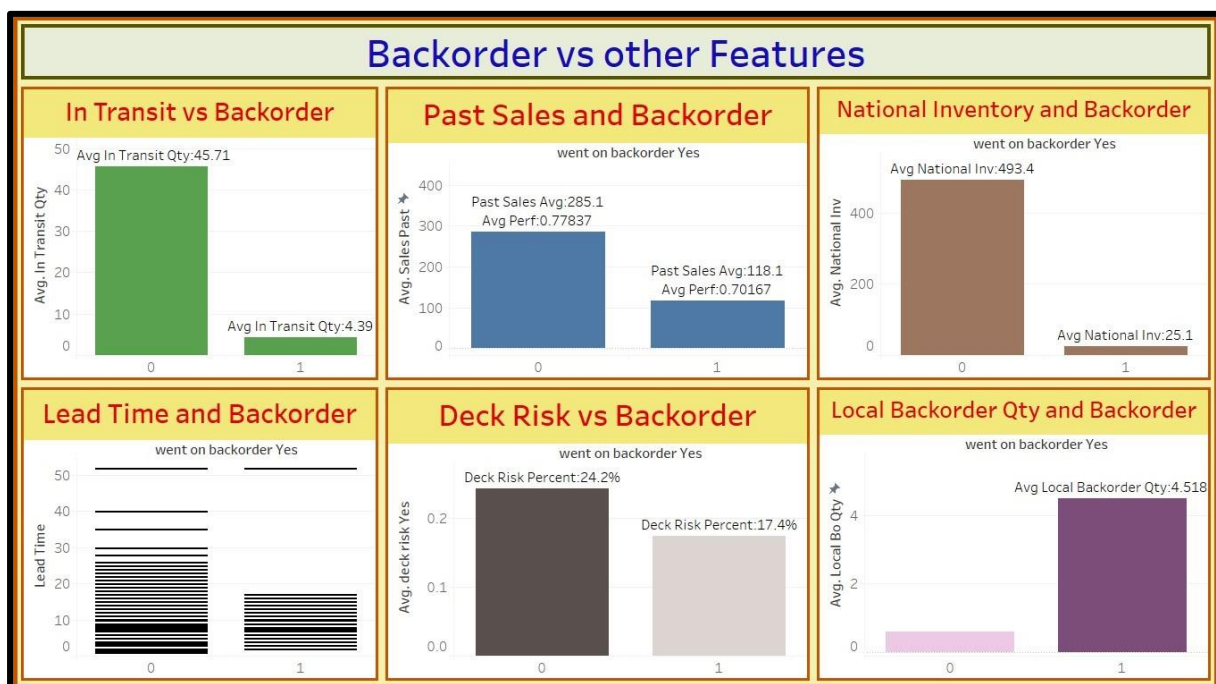 Backorder vs other Features
In Transit vs Backorder
Avg. In Transit Qty
50
40
30
20
10
0
Avg In Transit Qty:45.71
Avg In Transit Qty:4.39
0
1
Past Sales and Backorder
went on backorder Yes
Avg. Sales Past
400
300
200
100
0
Past Sales Avg:285.1
Avg Perf:0.77837
Past Sales Avg:118.1
Avg Perf:0.70167
0
1
National Inventory and Backorder
went on backorder Yes
Avg. National Inv
400
200
0
Avg National Inv:493.4
Avg National Inv:25.1
0
1
Lead Time and Backorder
went on backorder Yes
Lead Time
50
40
30
20
10
0
0
1
Deck Risk vs Backorder
went on backorder Yes
Avg. deck risk Yes
0.2
0.1
0.0
Deck Risk Percent:24.2%
Deck Risk Percent:17.4%
0
1
Local Backorder Qty and Backorder
went on backorder Yes
Avg. Local Bo Qty
4
2
0
Avg Local Backorder Qty:4.518
0
1